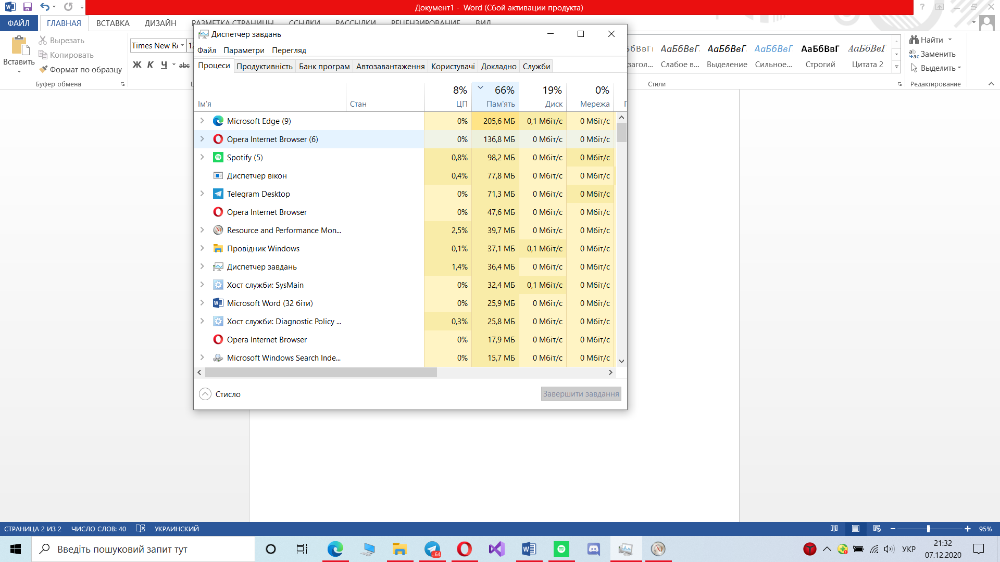 Документ1 - Word (Сбой активации продукта)
ФАЙЛ ГЛАВНАЯ ВСТАВКА ДИЗАЙН РАЗМЕТКА СТРАНИЦЫ ССЫЛКИ РАССЫЛКИ РЕЦЕНЗИРОВАНИЕ ВИД
Вставить
Вырезать
Копировать
Формат по образцу
Буфер обмена
Times New Ro
12
Ж К Ч abc
АаБбВвГ. АаБбВвГ. АаБбВвГ. АаБбВвГ АаБбВвГ
Слабое в... Выделение Сильное... Строгий Цитата 2
Стили
Найти
Заменить
Выделить
Редактирование
Диспетчер завдань
Файл Параметри Перегляд
Процеси Продуктивність Банк програм Автозавантаження Користувачі Докладно Служби
8% 66% 19% 0%
Ім'я Стан ЦП Пам'ять Диск Мережа
Microsoft Edge (9) 0% 205,6 МБ 0,1 Мбіт/с 0 Мбіт/с
Opera Internet Browser (6) 0% 136,8 МБ 0 Мбіт/с 0 Мбіт/с
Spotify (5) 0,8% 98,2 МБ 0 Мбіт/с 0 Мбіт/с
Диспетчер вікон 0,4% 77,8 МБ 0 Мбіт/с 0 Мбіт/с
Telegram Desktop 0% 71,3 МБ 0 Мбіт/с 0 Мбіт/с
Opera Internet Browser 0% 47,6 МБ 0 Мбіт/с 0 Мбіт/с
Resource and Performance Mon... 2,5% 39,7 МБ 0 Мбіт/с 0 Мбіт/с
Провідник Windows 0,1% 37,1 МБ 0,1 Мбіт/с 0 Мбіт/с
Диспетчер завдань 1,4% 36,4 МБ 0 Мбіт/с 0 Мбіт/с
Хост служби: SysMain 0% 32,4 МБ 0,1 Мбіт/с 0 Мбіт/с
Microsoft Word (32 біти) 0% 25,9 МБ 0 Мбіт/с 0 Мбіт/с
Хост служби: Diagnostic Policy ... 0,3% 25,8 МБ 0 Мбіт/с 0 Мбіт/с
Opera Internet Browser 0% 17,9 МБ 0 Мбіт/с 0 Мбіт/с
Microsoft Windows Search Inde... 0% 15,7 МБ 0 Мбіт/с 0 Мбіт/с
Стисло Завершити завдання
СТРАНИЦА 2 ИЗ 2 ЧИСЛО СЛОВ: 40 УКРАИНСКИЙ 95%
Введіть пошуковий запит тут
..64
УКР
21:32
07.12.2020